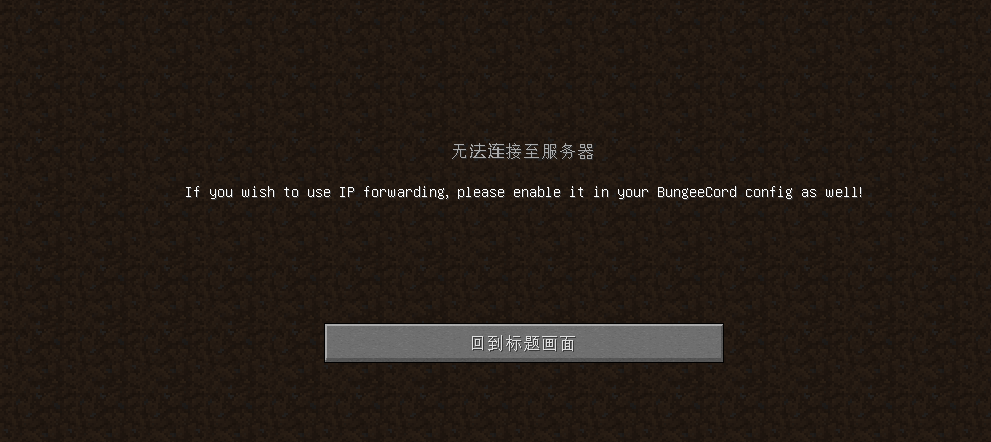 无法连接至服务器
If you wish to use IP forwarding, please enable it in your BungeeCord config as well!
回到标题画面